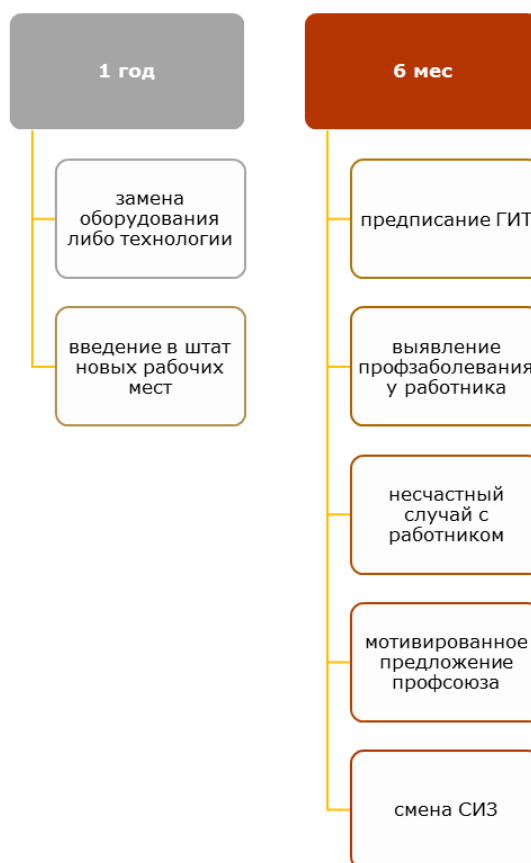 1 год
замена
оборудования
либо технологии
введение в штат
новых рабочих
мест
6 мес
предписание ГИТ
выявление
профзаболевания
у работника
несчастный
случай с
работником
мотивированное
предложение
профсоюза
смена СИЗ